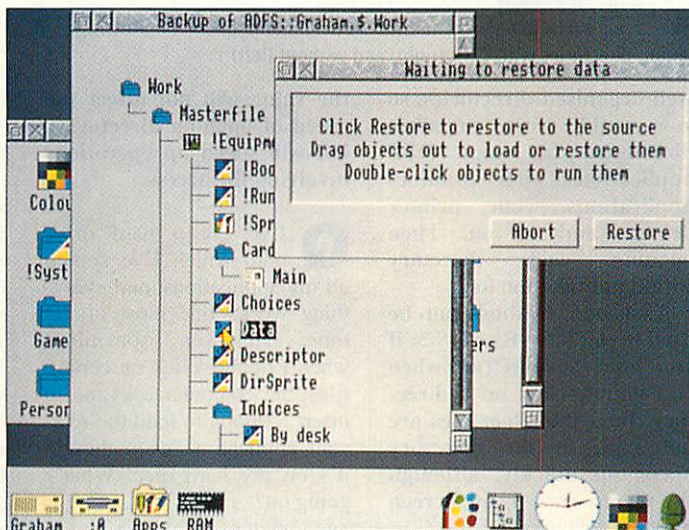 Backup of ADFS::Graham.$.Work
Waiting to restore data
Click Restore to restore to the source
Drag objects out to load or restore them
Double-click objects to run them
Abort
Restore
Work
Masterfile
!Equipme
!Boo
!Run
!Spr
Card
Main
Choices
Data
Descriptor
DirSprite
Indices
By desk
Colou
!Syst
Game
Person
ers
Graham
:0
Apps
RAM